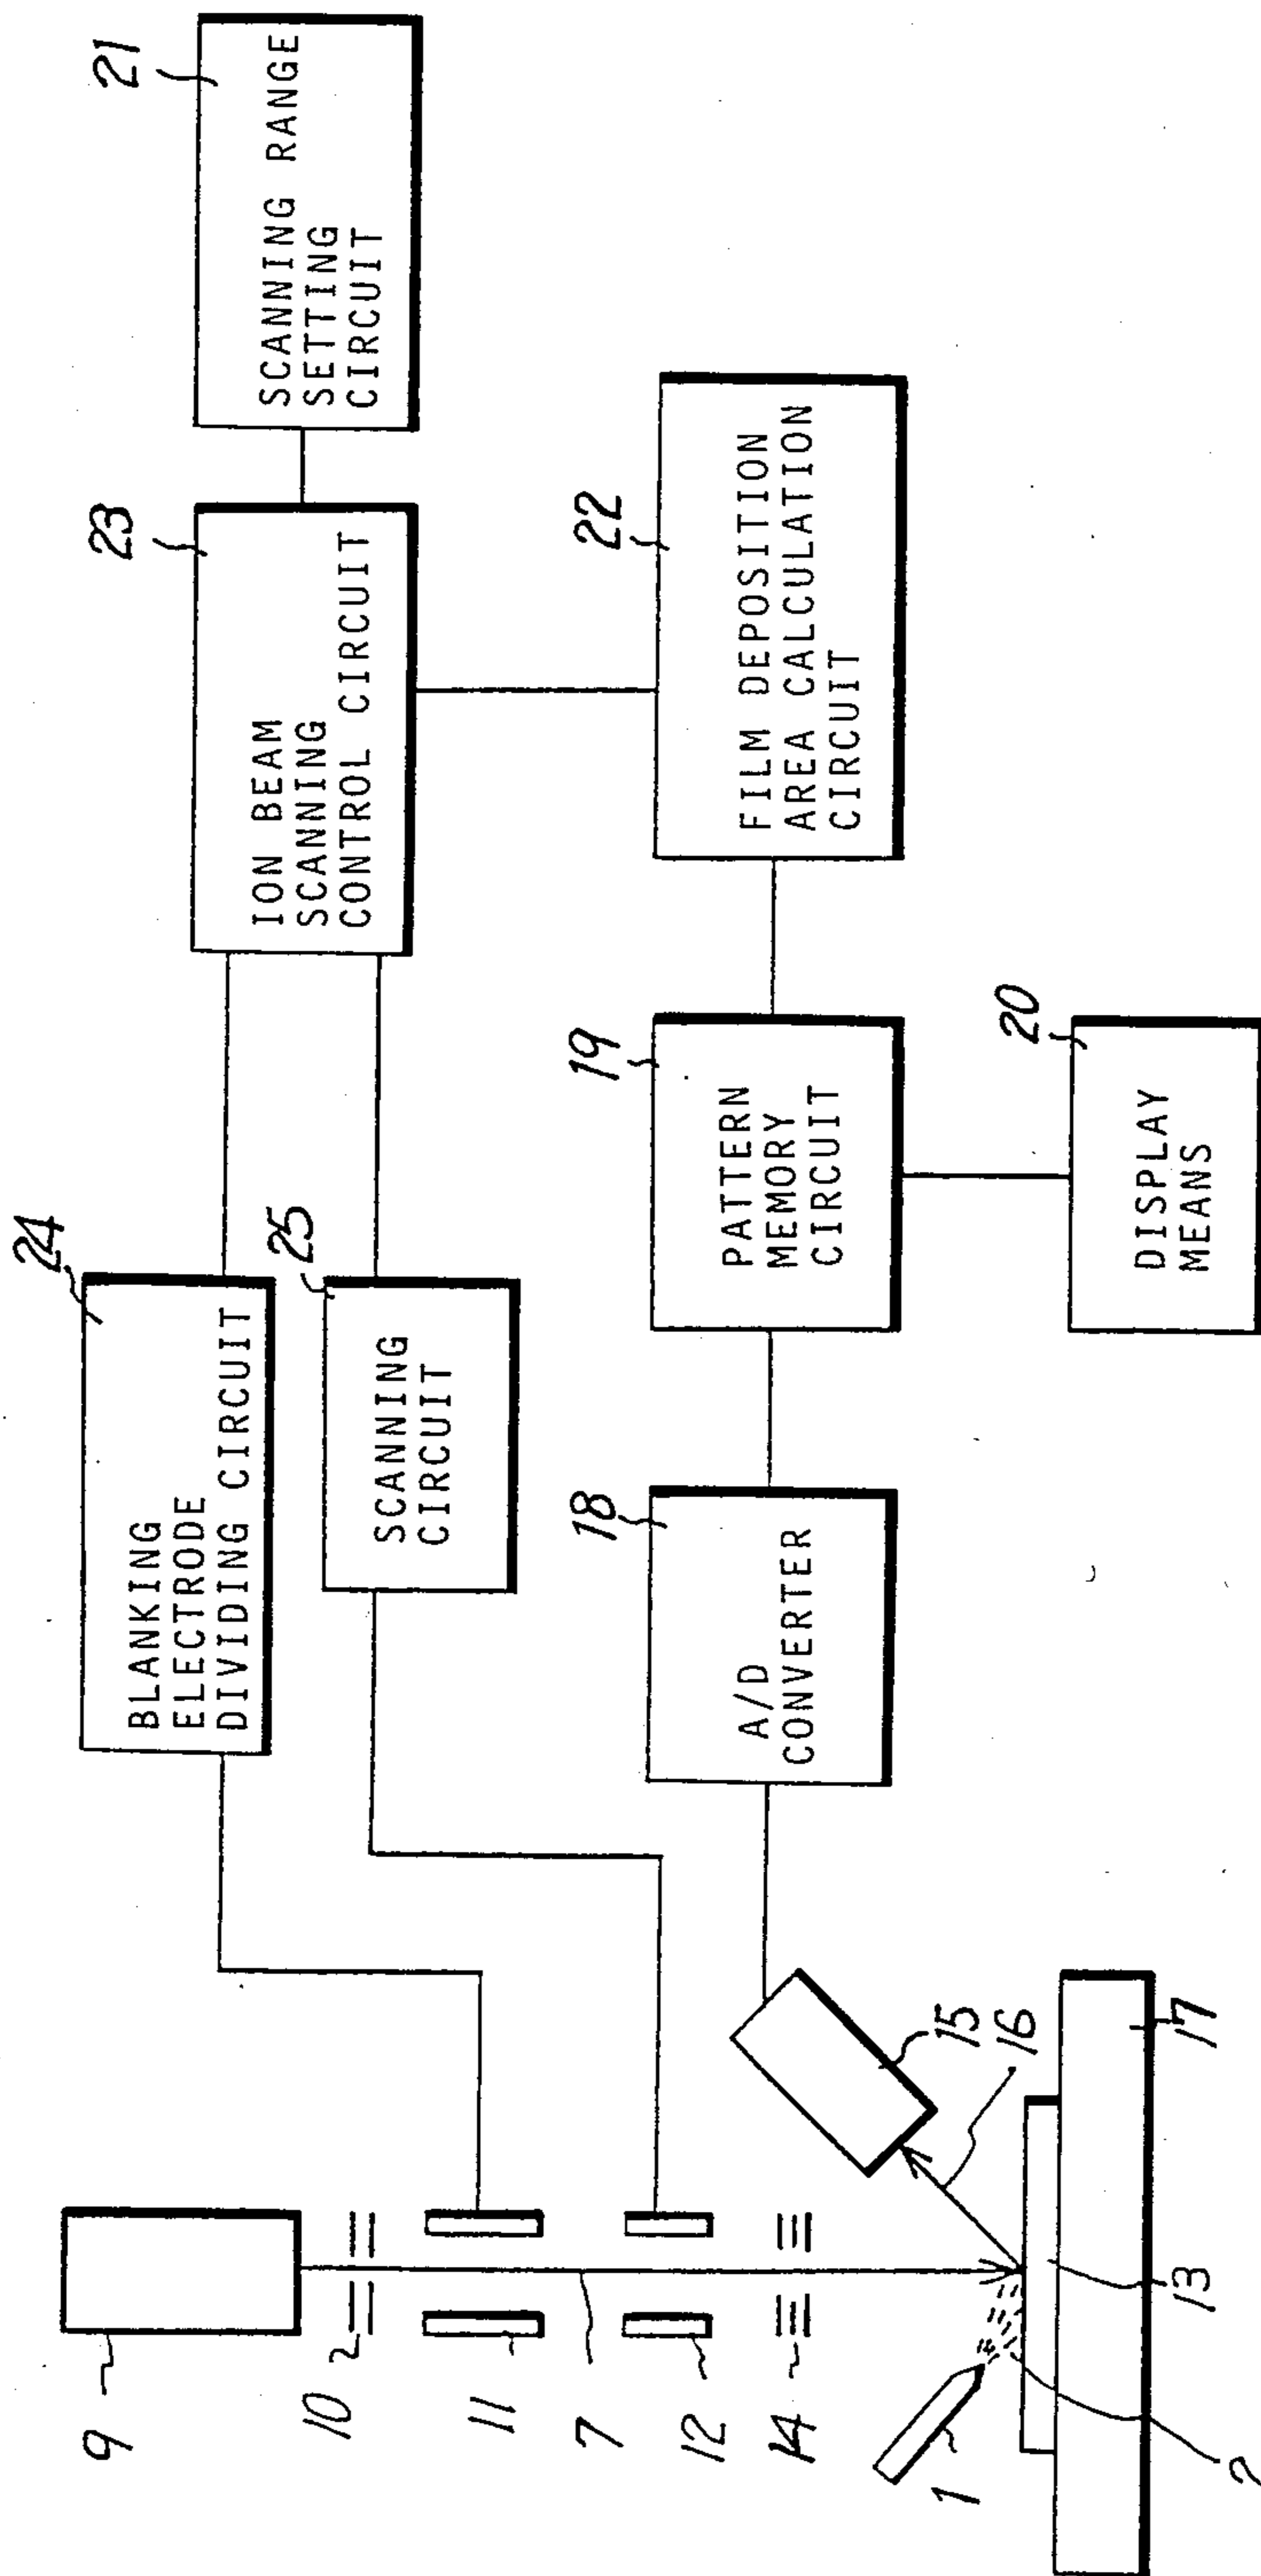 21
SCANNING RANGE
SETTING
CIRCUIT
23
ION BEAM
SCANNING
CONTROL CIRCUIT
22
FILM DEPOSITION
AREA CALCULATION
CIRCUIT
24
BLANKING
ELECTRODE
DIVIDING CIRCUIT
25
SCANNING
CIRCUIT
19
PATTERN
MEMORY
CIRCUIT
20
DISPLAY
MEANS
18
A/D
CONVERTER
9
10
11
7
12
14
1
2
13
15
16
17